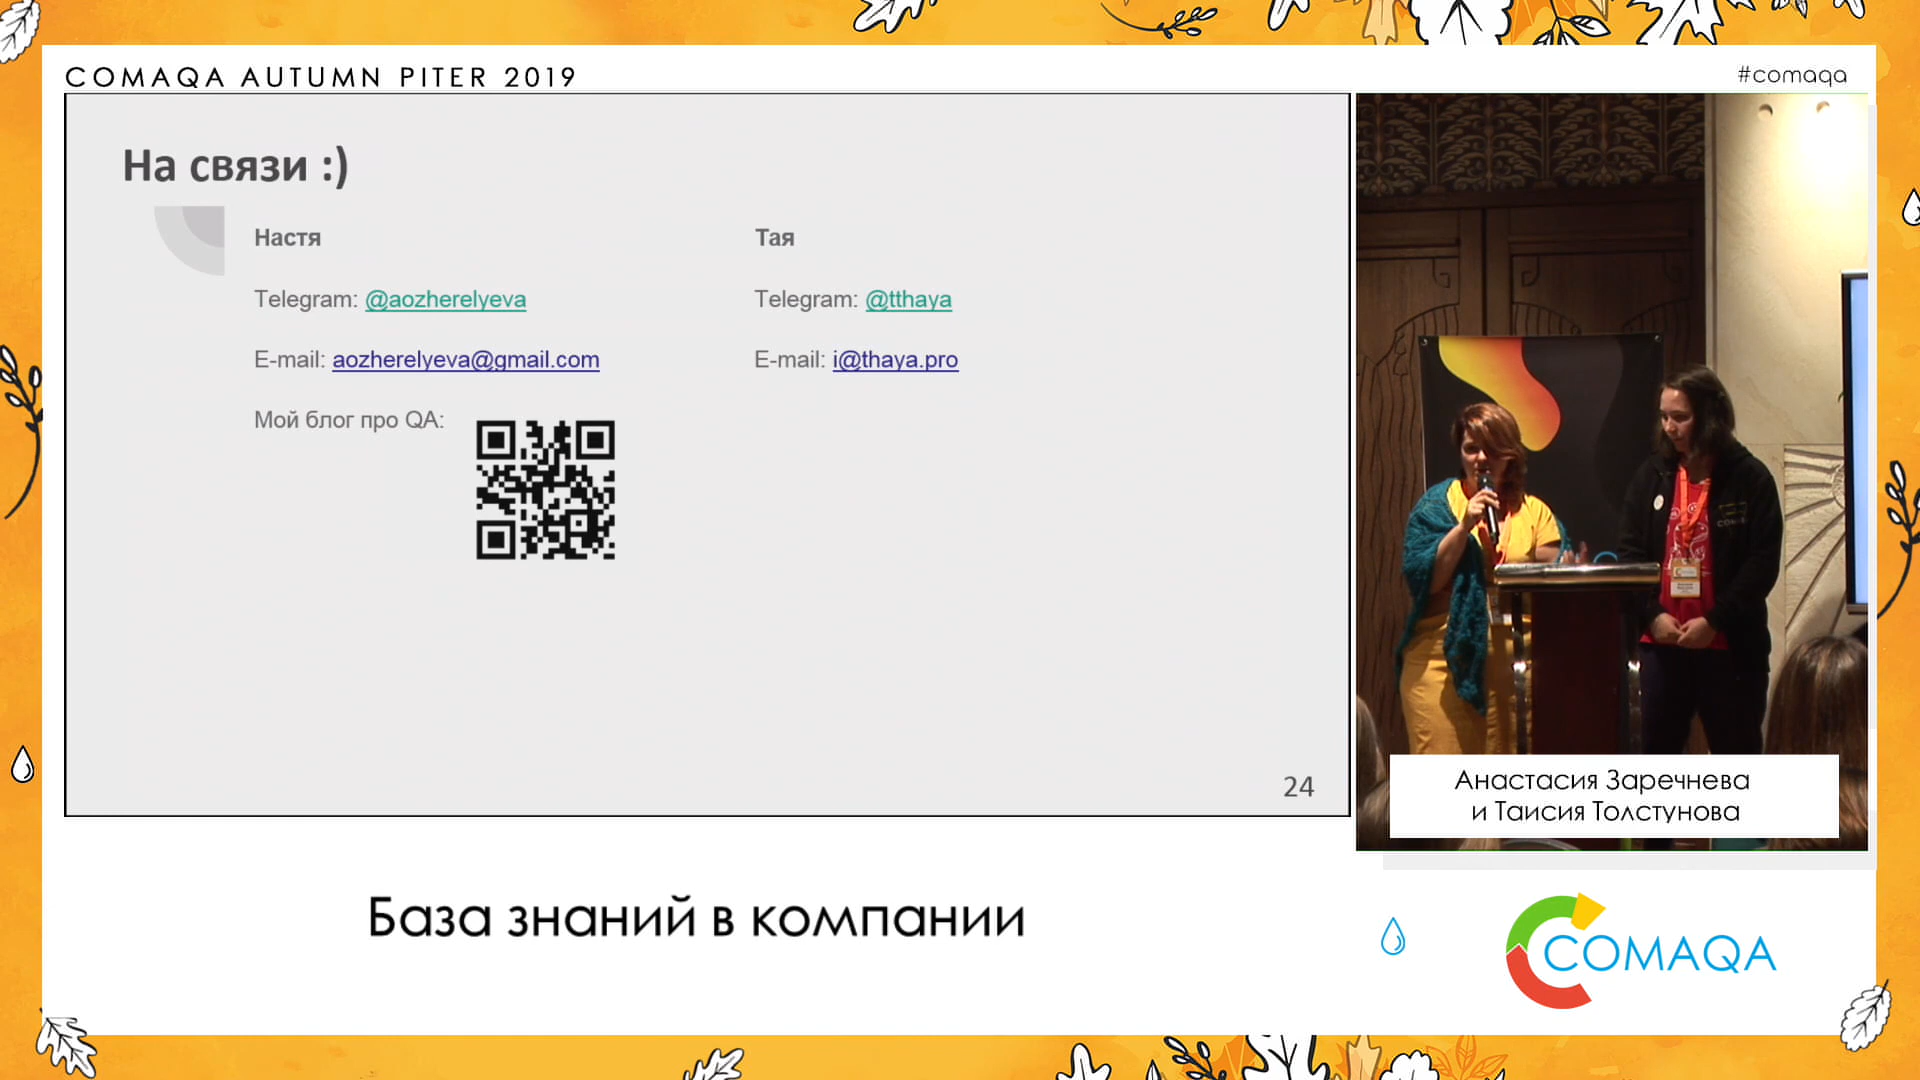 COMAQA AUTUMN PITER 2019
#comaqa
На связи :)
Настя
Telegram: @aozherelyeva
E-mail: aozherelyeva@gmail.com
Мой блог про QA:
Тая
Telegram: @tthaya
E-mail: i@thaya.pro
24
Анастасия Заречнева
и Таисия Толстунова
База знаний в компании
COMAQA